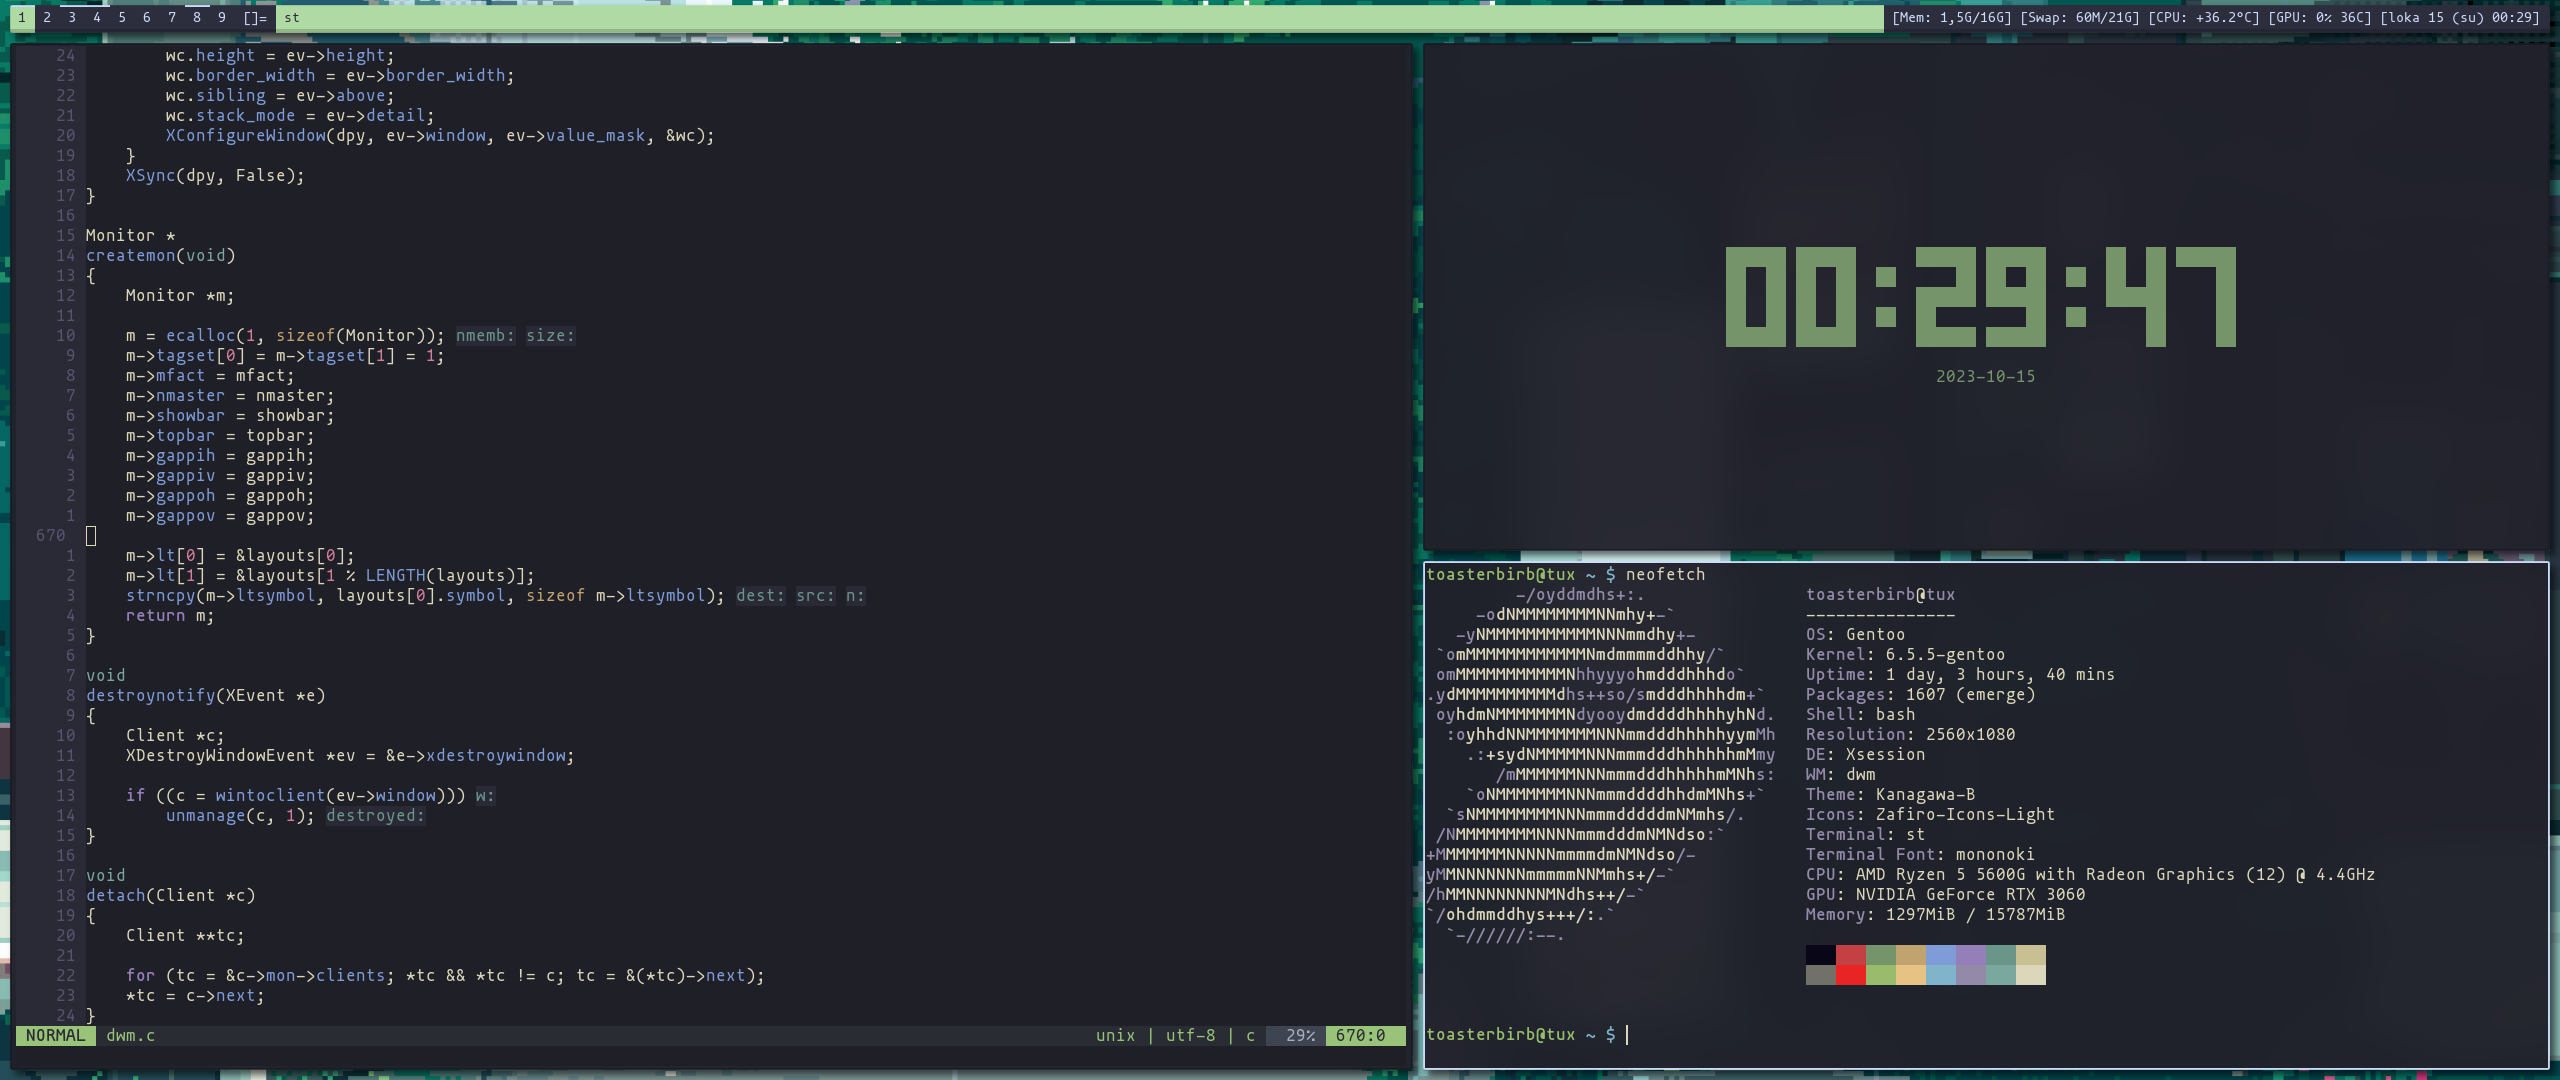 1 2 3 4 5 6 7 8 9 []= st [Mem: 1,5G/16G] [Swap: 60M/21G] [CPU: +36.2°C] [GPU: 0% 36C] [loka 15 (su) 00:29]
24         wc.height = ev->height;
23         wc.border_width = ev->border_width;
22         wc.sibling = ev->above;
21         wc.stack_mode = ev->detail;
20         XConfigureWindow(dpy, ev->window, ev->value_mask, &wc);
19     }
18     XSync(dpy, False);
17 }
16
15 Monitor *
14 createmon(void)
13 {
12     Monitor *m;
11
10     m = ecalloc(1, sizeof(Monitor)); nmemb: size:
9     m->tagset[0] = m->tagset[1] = 1;
8     m->mfact = mfact;
7     m->nmaster = nmaster;
6     m->showbar = showbar;
5     m->topbar = topbar;
4     m->gappih = gappih;
3     m->gappiv = gappiv;
2     m->gappoh = gappoh;
1     m->gappov = gappov;
670
1     m->lt[0] = &layouts[0];
2     m->lt[1] = &layouts[1 % LENGTH(layouts)];
3     strncpy(m->ltsymbol, layouts[0].symbol, sizeof m->ltsymbol); dest: src: n:
4     return m;
5 }
6
7 void
8 destroynotify(XEvent *e)
9 {
10     Client *c;
11     XDestroyWindowEvent *ev = &e->xdestroywindow;
12
13     if ((c = wintoclient(ev->window))) w:
14         unmanage(c, 1); destroyed:
15 }
16
17 void
18 detach(Client *c)
19 {
20     Client **tc;
21
22     for (tc = &c->mon->clients; *tc && *tc != c; tc = &(*tc)->next);
23     *tc = c->next;
24 }
NORMAL dwm.c unix | utf-8 | c 29% 670:0
00:29:47
2023-10-15
toasterbirb@tux ~ $ neofetch
         -/oyddmdhs+:.                toasterbirb@tux
     -odNMMMMMMMMNNmhy+-`             ---------------
   -yNMMMMMMMMMMMNNNmmdhy+-           OS: Gentoo
 `omMMMMMMMMMMMMNmdmmmmddhhy/`        Kernel: 6.5.5-gentoo
 omMMMMMMMMMMMNhhyyyohmdddhhhdo`      Uptime: 1 day, 3 hours, 40 mins
.ydMMMMMMMMMMdhs++so/smdddhhhhdm+`    Packages: 1607 (emerge)
 oyhdmNMMMMMMMNdyooydmddddhhhhyhNd.   Shell: bash
  :oyhhdNNMMMMMMMNNNmmdddhhhhhyymMh   Resolution: 2560x1080
    .:+sydNMMMMMNNNmmmdddhhhhhhmMmy   DE: Xsession
       /mMMMMMMNNNmmmdddhhhhhmMNhs:   WM: dwm
    `oNMMMMMMMNNNmmmddddhhdmMNhs+`    Theme: Kanagawa-B
  `sNMMMMMMMMNNNmmmdddddmNMmhs/.      Icons: Zafiro-Icons-Light
 /NMMMMMMMMNNNNmmmdddmNMNdso:`        Terminal: st
+MMMMMMMNNNNNmmmmdmNMNdso/-           Terminal Font: mononoki
yMMNNNNNNNmmmmmNNMmhs+/-`             CPU: AMD Ryzen 5 5600G with Radeon Graphics (12) @ 4.4GHz
/hMMNNNNNNNNMNdhs++/-`                GPU: NVIDIA GeForce RTX 3060
`/ohdmmddhys+++/:.`                   Memory: 1297MiB / 15787MiB
  `-//////:--.
toasterbirb@tux ~ $